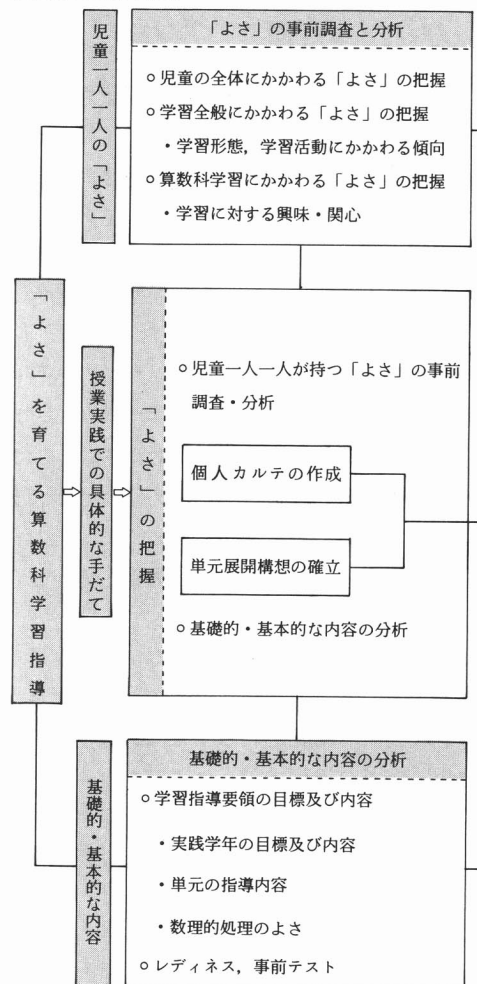 児童一人一人の「よさ」
「よさ」の事前調査と分析
○児童の全体にかかわる「よさ」の把握
○学習全般にかかわる「よさ」の把握
・学習形態，学習活動にかかわる傾向
○算数科学習にかかわる「よさ」の把握
・学習に対する興味・関心
「よさ」を育てる算数科学習指導
授業実践での具体的な手だて
「よさ」の把握
○児童一人一人が持つ「よさ」の事前
調査・分析
個人カルテの作成
単元展開構想の確立
○基礎的・基本的な内容の分析
基礎的・基本的な内容
基礎的・基本的な内容の分析
○学習指導要領の目標及び内容
・実践学年の目標及び内容
・単元の指導内容
・数理的処理のよさ
○レディネス，事前テスト